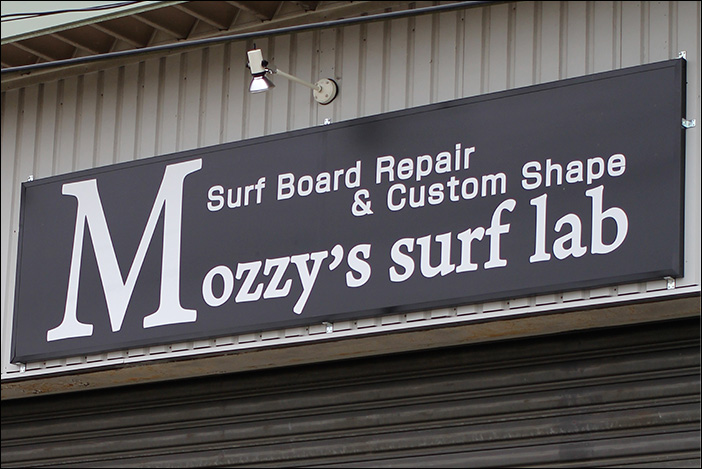 Surf Board Repair
& Custom Shape
Mozzy's surf lab